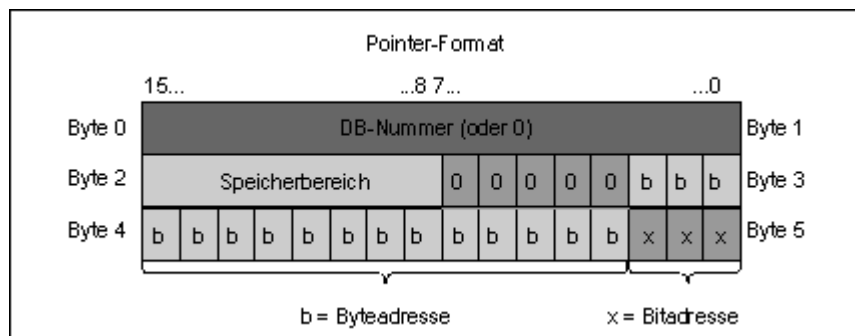 Pointer-Format
15... ...8 7... ...0
Byte 0 DB-Nummer (oder 0) Byte 1
Byte 2 Speicherbereich 0 0 0 0 0 b b b Byte 3
Byte 4 b b b b b b b b b b b b b x x x Byte 5
b = Byteadresse x = Bitadresse